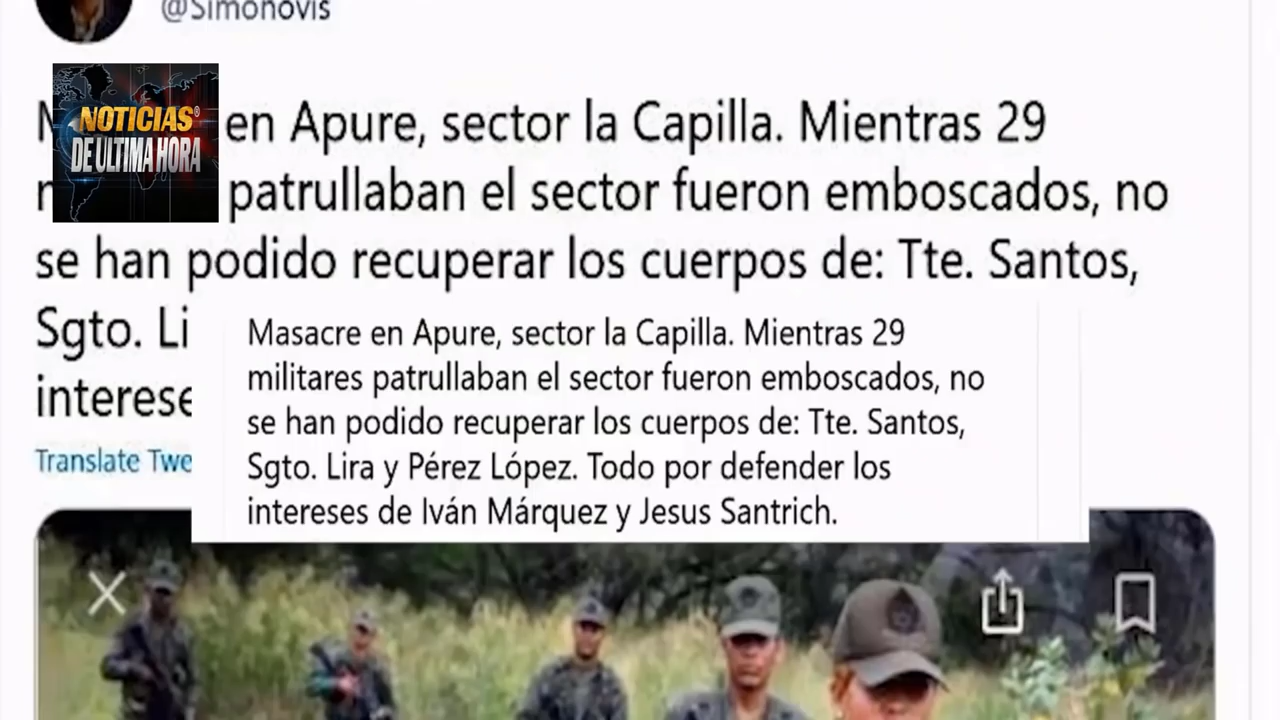 @Simonovis
NOTICIAS®
DE ULTIMA HORA
en Apure, sector la Capilla. Mientras 29
patrullaban el sector fueron emboscados, no
se han podido recuperar los cuerpos de: Tte. Santos,
Sgto. Li
interese
Translate Twe
Masacre en Apure, sector la Capilla. Mientras 29
militares patrullaban el sector fueron emboscados, no
se han podido recuperar los cuerpos de: Tte. Santos,
Sgto. Lira y Pérez López. Todo por defender los
intereses de Iván Márquez y Jesus Santrich.